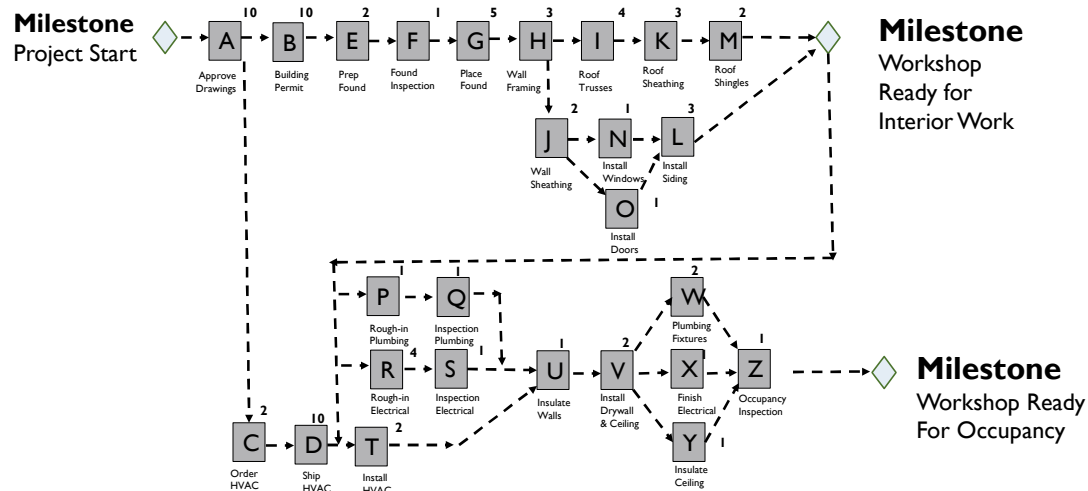 Milestone
Project Start
10 10 2 1 5 3 4 3 2
A B E F G H I K M
Approve
Drawings
Building
Permit
Prep
Found
Found
Inspection
Place
Found
Wall
Framing
Roof
Trusses
Roof
Sheathing
Roof
Shingles
Milestone
Workshop
Ready for
Interior Work
2 1 3
J N L
Wall
Sheathing
Install
Windows
Install
Siding
O 1
Install
Doors
1 1
P Q
Rough-in
Plumbing
Inspection
Plumbing
2
W
Plumbing
Fixtures
4 1 1 2 1 1
R S U V X Z
Rough-in
Electrical
Inspection
Electrical
Insulate
Walls
Install
Drywall
& Ceiling
Finish
Electrical
Occupancy
Inspection
Milestone
Workshop Ready
For Occupancy
2 10 2
C D T
Order
HVAC
Ship
HVAC
Install
HVAC
Y 1
Insulate
Ceiling